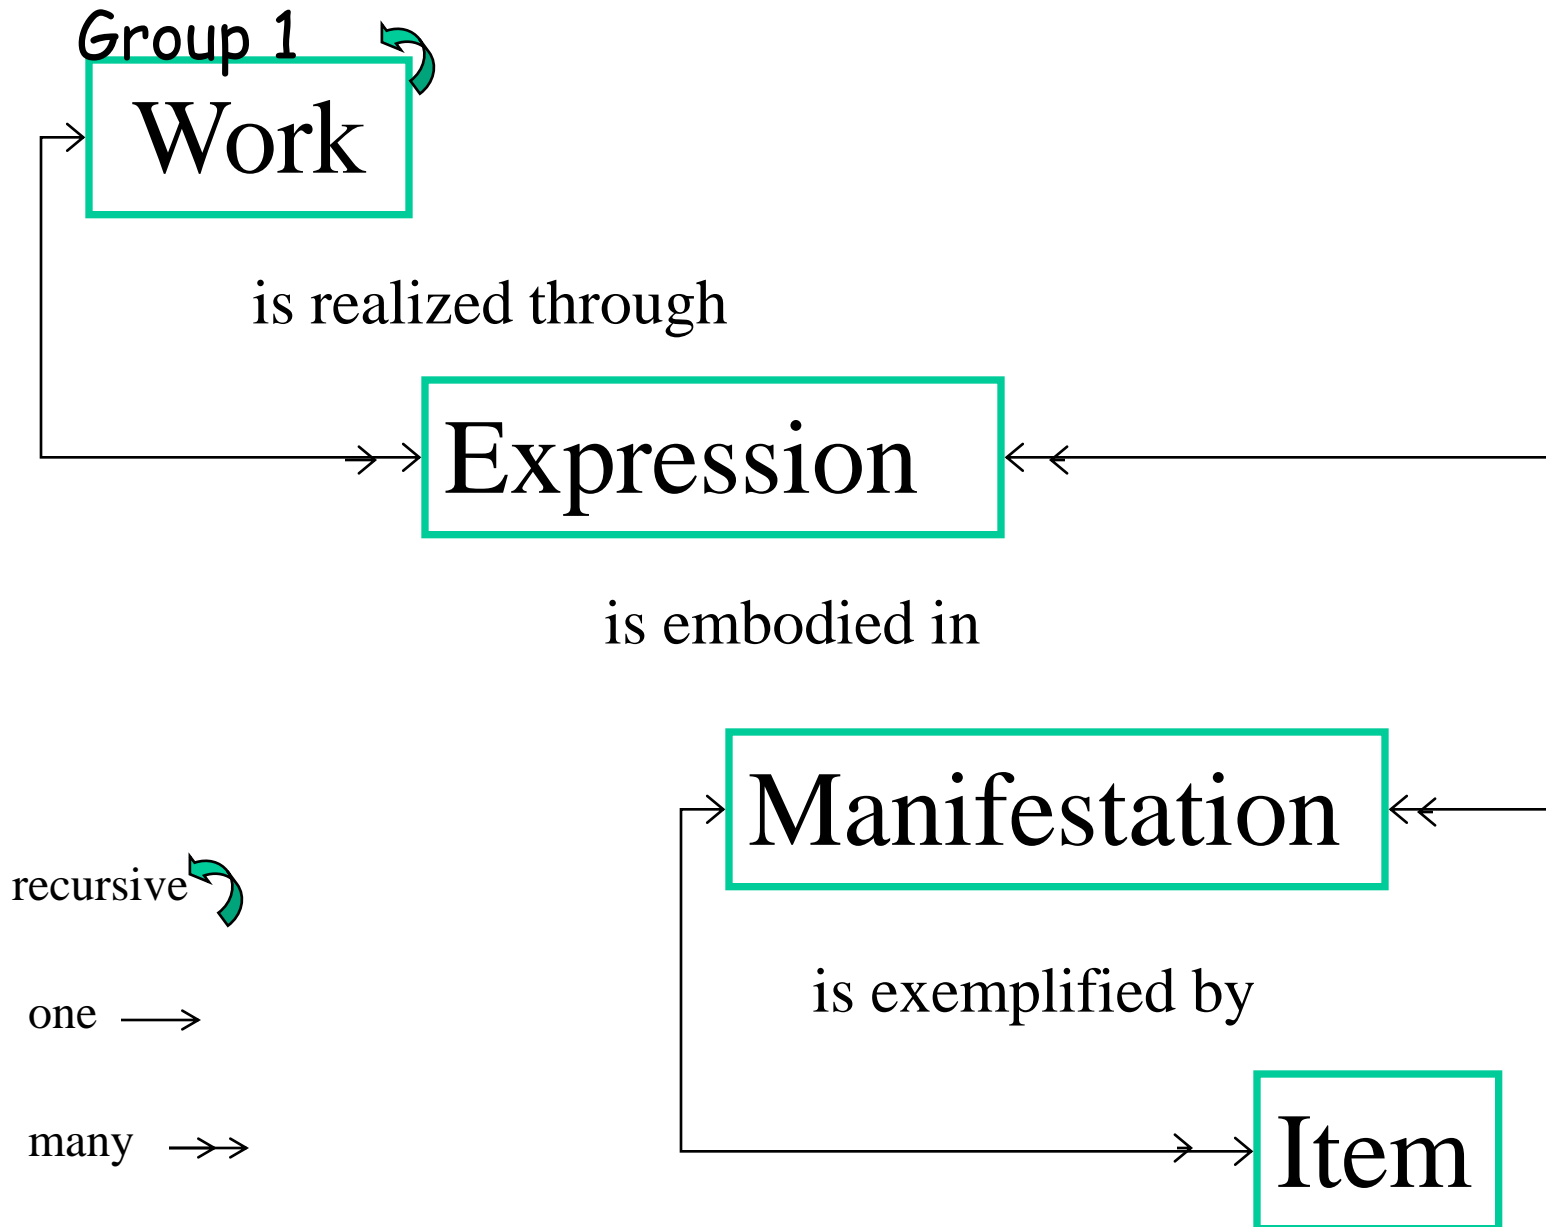 Group 1
Work
is realized through
Expression
is embodied in
Manifestation
recursive
is exemplified by
one
many
Item